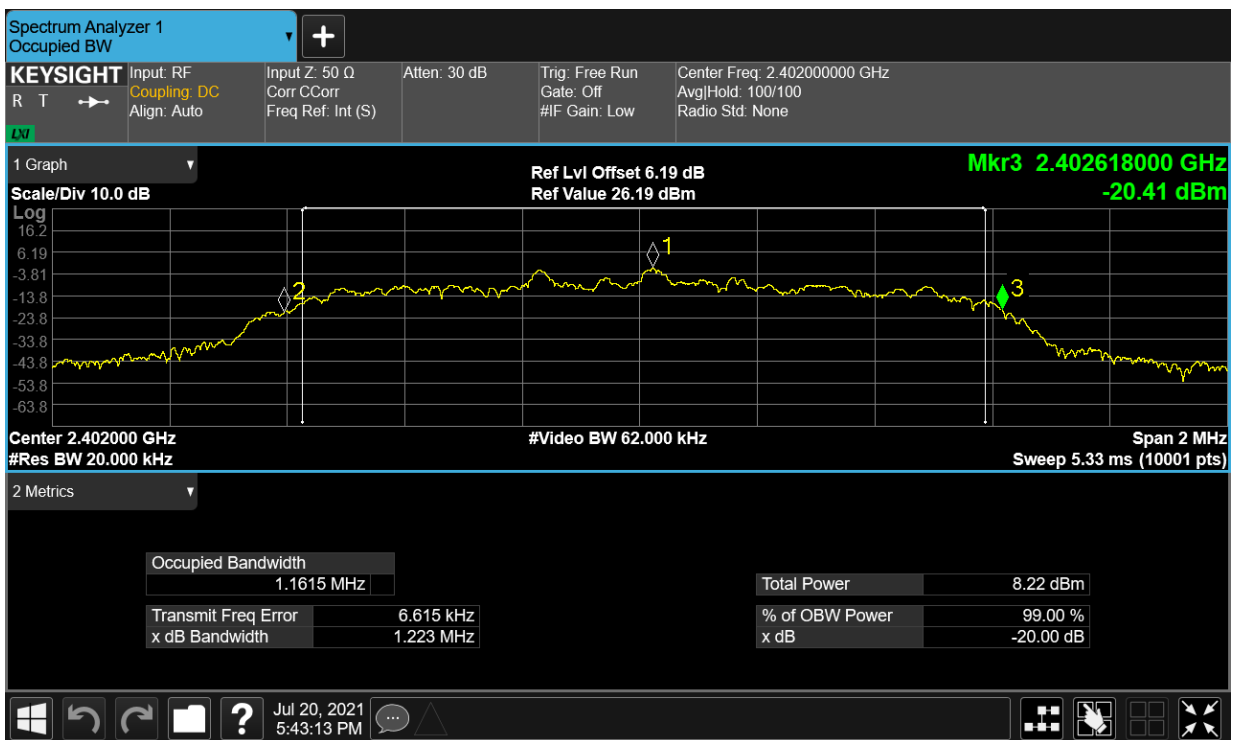 Spectrum Analyzer 1
Occupied BW
KEYSIGHT
R T
LXI
Input: RF
Coupling: DC
Align: Auto
Input Z: 50 Ω
Corr CCorr
Freq Ref: Int (S)
Atten: 30 dB
Trig: Free Run
Gate: Off
#IF Gain: Low
Center Freq: 2.402000000 GHz
Avg|Hold: 100/100
Radio Std: None
1 Graph
Scale/Div 10.0 dB
Ref Lvl Offset 6.19 dB
Ref Value 26.19 dBm
Mkr3 2.402618000 GHz
-20.41 dBm
Log
16.2
6.19
-3.81
-13.8
-23.8
-33.8
-43.8
-53.8
-63.8
1
2
3
Center 2.402000 GHz
#Res BW 20.000 kHz
#Video BW 62.000 kHz
Span 2 MHz
Sweep 5.33 ms (10001 pts)
2 Metrics
Occupied Bandwidth
1.1615 MHz
Transmit Freq Error 6.615 kHz
x dB Bandwidth 1.223 MHz
Total Power 8.22 dBm
% of OBW Power 99.00 %
x dB -20.00 dB
?
Jul 20, 2021
5:43:13 PM